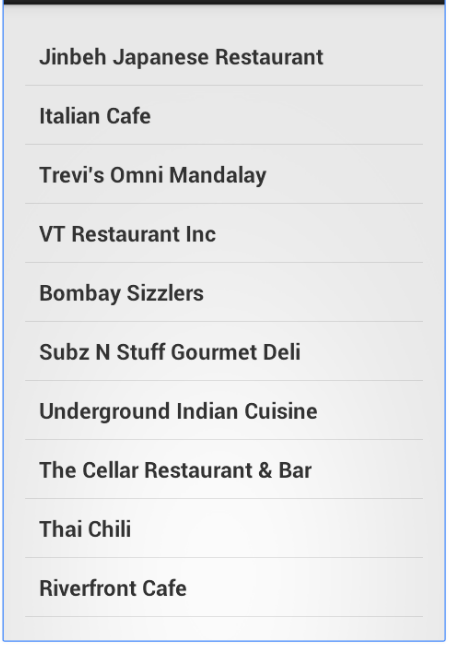 Jinbeh Japanese Restaurant
Italian Cafe
Trevi's Omni Mandalay
VT Restaurant Inc
Bombay Sizzlers
Subz N Stuff Gourmet Deli
Underground Indian Cuisine
The Cellar Restaurant & Bar
Thai Chili
Riverfront Cafe